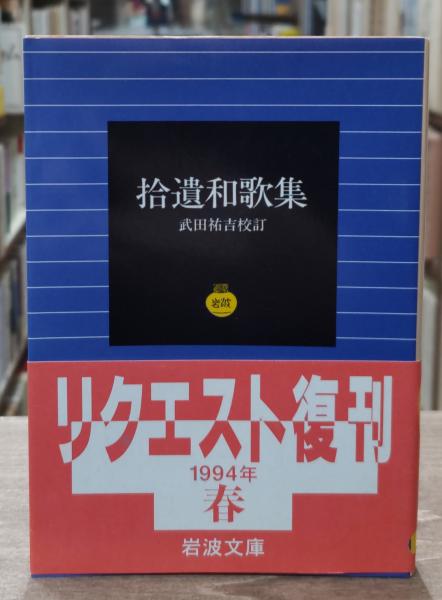 拾遺和歌集
武田祐吉校訂
岩波
リクエスト復刊
1994年
春
岩波文庫